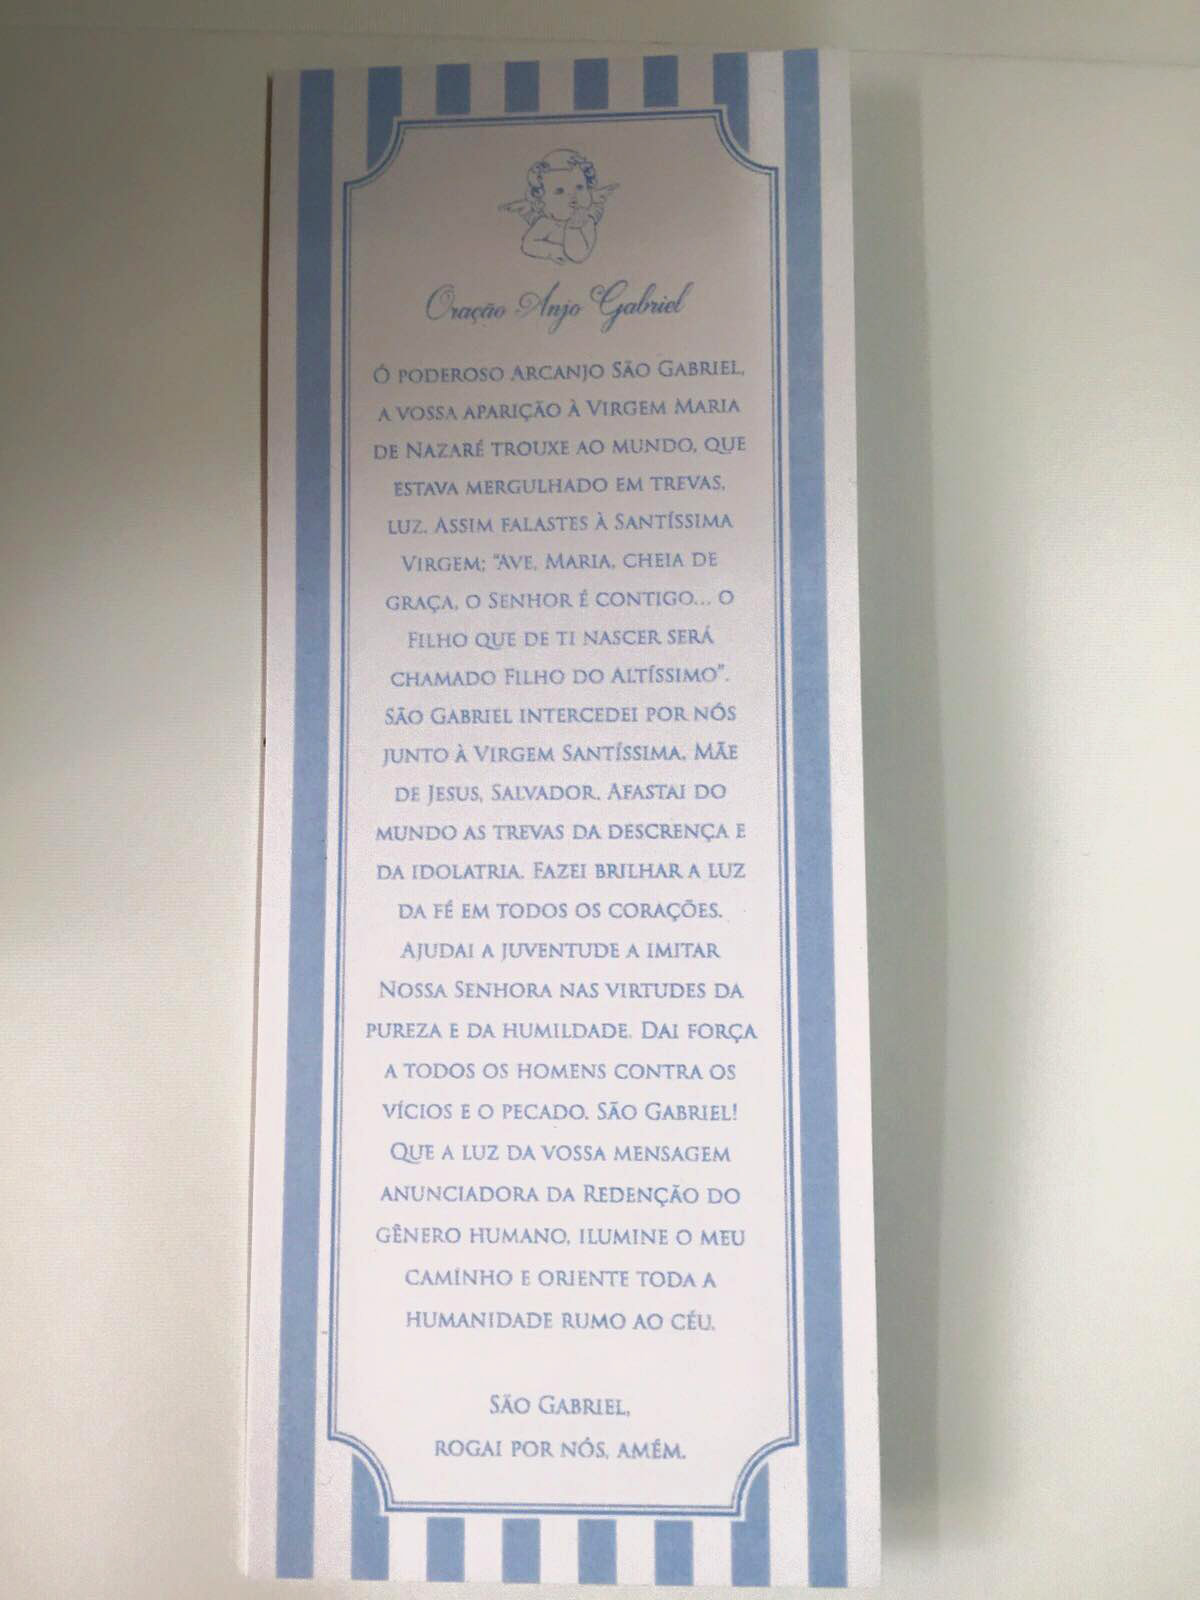 Oração Anjo Gabriel
Ó PODEROSO ARCANJO SÃO GABRIEL,
A VOSSA APARIÇÃO À VIRGEM MARIA
DE NAZARÉ TROUXE AO MUNDO, QUE
ESTAVA MERGULHADO EM TREVAS,
LUZ. ASSIM FALASTES À SANTÍSSIMA
VIRGEM; “AVE, MARIA, CHEIA DE
GRAÇA, O SENHOR É CONTIGO... O
FILHO QUE DE TI NASCER SERÁ
CHAMADO FILHO DO ALTÍSSIMO”.
SÃO GABRIEL INTERCEDEI POR NÓS
JUNTO À VIRGEM SANTÍSSIMA, MÃE
DE JESUS, SALVADOR. AFASTAI DO
MUNDO AS TREVAS DA DESCRENÇA E
DA IDOLATRIA. FAZEI BRILHAR A LUZ
DA FÉ EM TODOS OS CORAÇÕES.
AJUDAI A JUVENTUDE A IMITAR
NOSSA SENHORA NAS VIRTUDES DA
PUREZA E DA HUMILDADE. DAI FORÇA
A TODOS OS HOMENS CONTRA OS
VÍCIOS E O PECADO. SÃO GABRIEL!
QUE A LUZ DA VOSSA MENSAGEM
ANUNCIADORA DA REDENÇÃO DO
GÊNERO HUMANO, ILUMINE O MEU
CAMINHO E ORIENTE TODA A
HUMANIDADE RUMO AO CÉU.
SÃO GABRIEL,
ROGAI POR NÓS, AMÉM.